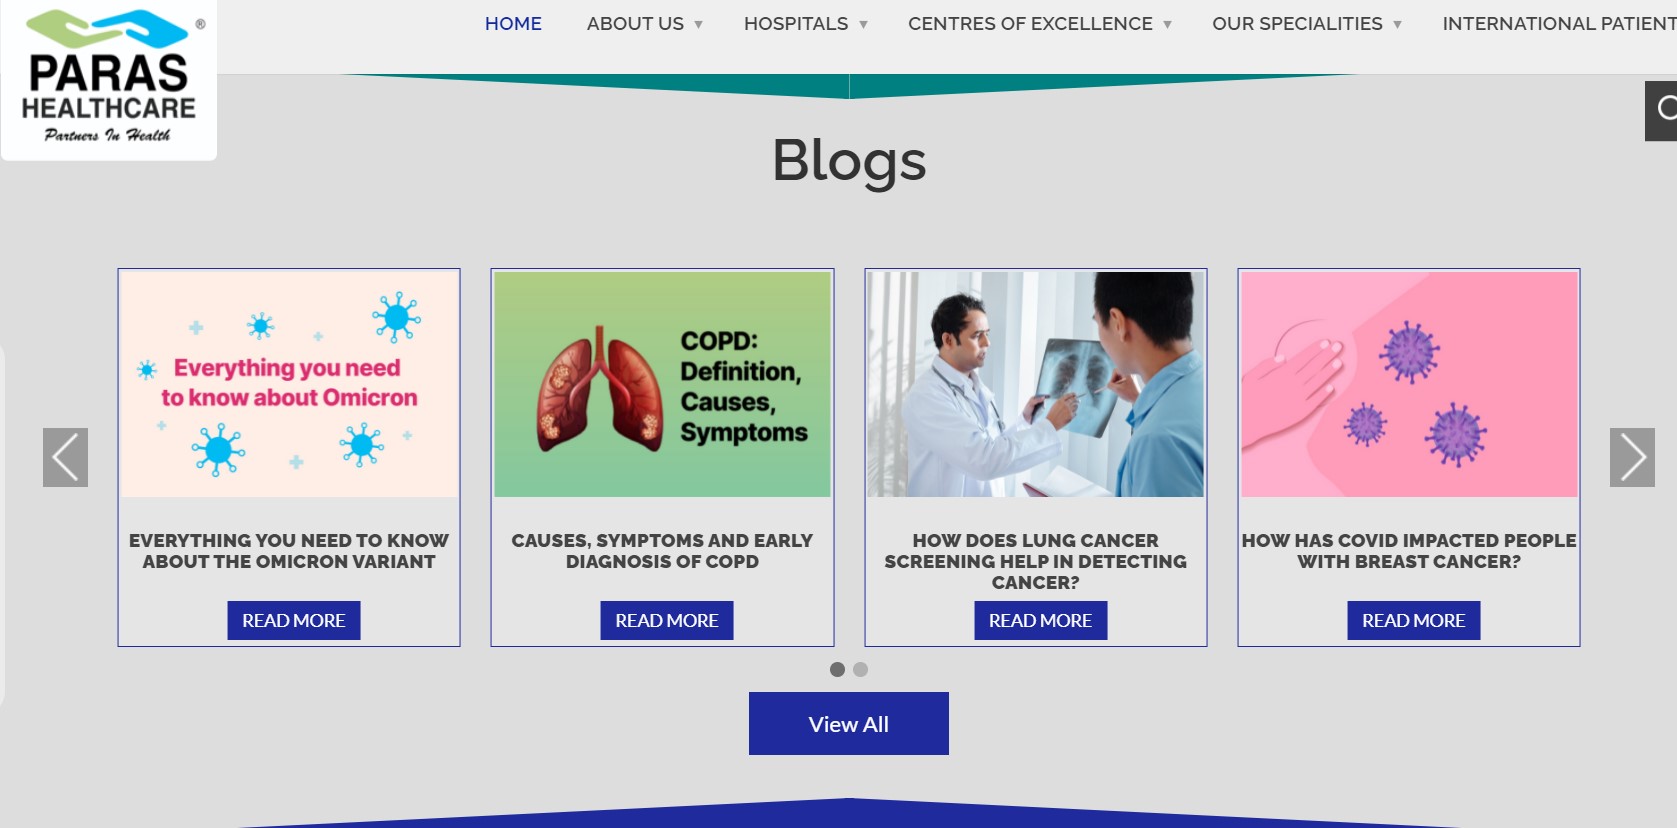 PARAS
HEALTHCARE
Partners In Health
®
HOME ABOUT US HOSPITALS CENTRES OF EXCELLENCE OUR SPECIALITIES INTERNATIONAL PATIENT
Blogs
Everything you need
to know about Omicron
EVERYTHING YOU NEED TO KNOW
ABOUT THE OMICRON VARIANT
READ MORE
COPD:
Definition,
Causes,
Symptoms
CAUSES, SYMPTOMS AND EARLY
DIAGNOSIS OF COPD
READ MORE
HOW DOES LUNG CANCER
SCREENING HELP IN DETECTING
CANCER?
READ MORE
HOW HAS COVID IMPACTED PEOPLE
WITH BREAST CANCER?
READ MORE
View All